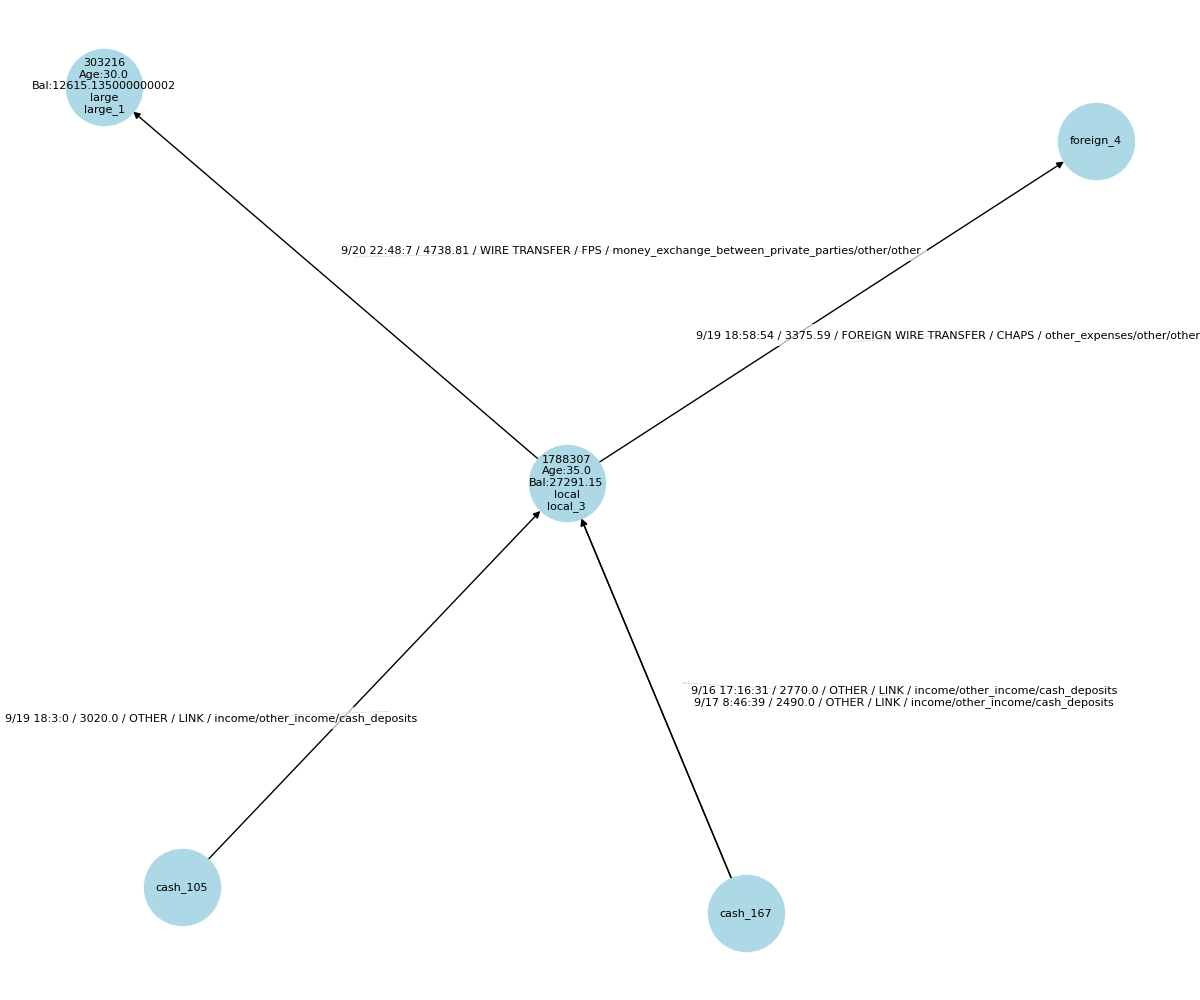 303216
Age:30.0
Bal:12615.135000000002
large
large_1
foreign_4
9/20 22:48:7 / 4738.81 / WIRE TRANSFER / FPS / money_exchange_between_private_parties/other/other
9/19 18:58:54 / 3375.59 / FOREIGN WIRE TRANSFER / CHAPS / other_expenses/other/other
1788307
Age:35.0
Bal:27291.15
local
local_3
9/16 17:16:31 / 2770.0 / OTHER / LINK / income/other_income/cash_deposits
9/17 8:46:39 / 2490.0 / OTHER / LINK / income/other_income/cash_deposits
9/19 18:3:0 / 3020.0 / OTHER / LINK / income/other_income/cash_deposits
cash_105
cash_167